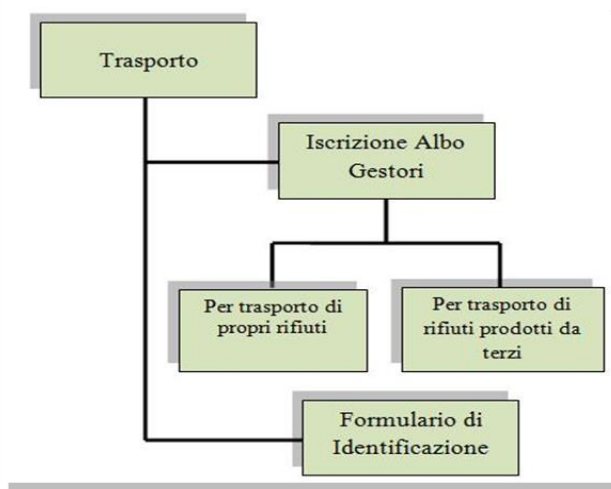 Trasporto
Iscrizione Albo
Gestori
Per trasporto di
propri rifiuti
Per trasporto di
rifiuti prodotti da
terzi
Formulario di
Identificazione